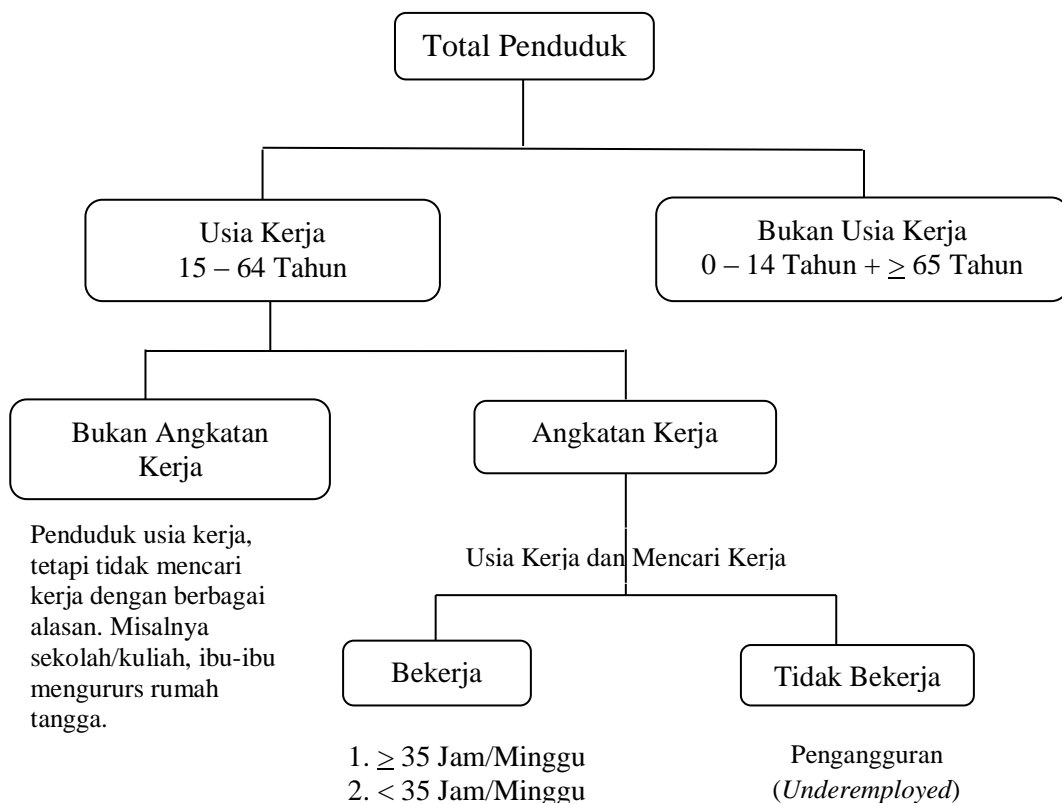 Total Penduduk
Usia Kerja
15 – 64 Tahun
Bukan Usia Kerja
0 – 14 Tahun + ≥ 65 Tahun
Bukan Angkatan
Kerja
Angkatan Kerja
Penduduk usia kerja,
tetapi tidak mencari
kerja dengan berbagai
alasan. Misalnya
sekolah/kuliah, ibu-ibu
mengururs rumah
tangga.
Usia Kerja dan Mencari Kerja
Bekerja
Tidak Bekerja
1. ≥ 35 Jam/Minggu
2. < 35 Jam/Minggu
Pengangguran
(Underemployed)